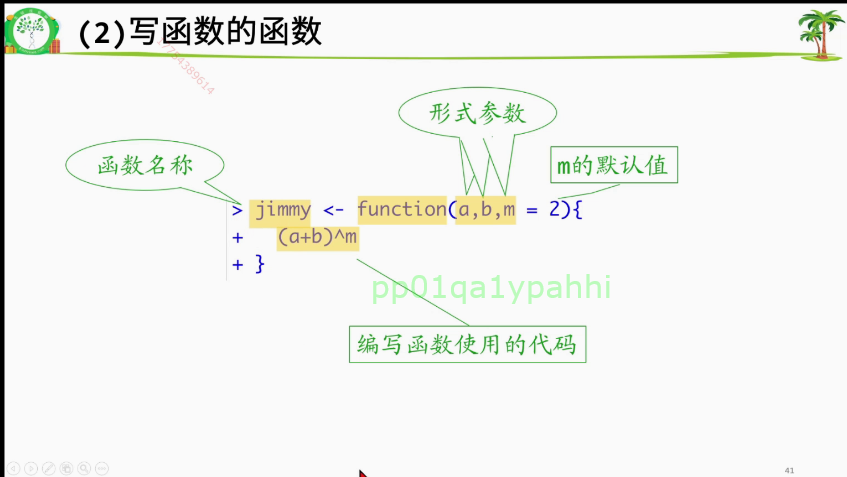 (2)写函数的函数
形式参数
函数名称
m的默认值
> jimmy <- function(a,b,m = 2){
+   (a+b)^m
+ }
pp01qa1ypahhi
编写函数使用的代码
41